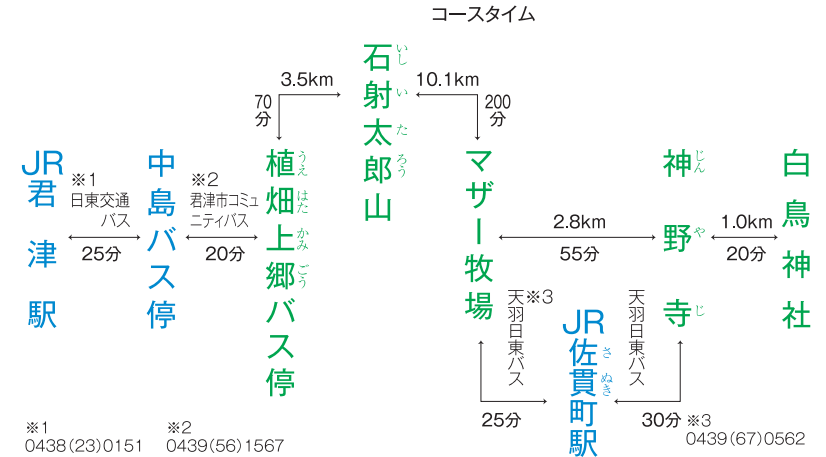 コースタイム
JR君津駅
※1
日東交通
バス
25分
中島バス停
※2
君津市コミュ
ニティバス
20分
植畑上郷バス停
うえ
はた
かみ
ごう
70分
3.5km
石射太郎山
いし
い
た
ろう
10.1km
200分
マザー牧場
2.8km
55分
神野寺
じん
や
じ
1.0km
20分
白鳥神社
※3
天羽日東バス
25分
JR佐貫町駅
さ
ぬき
天羽日東バス
30分
※1
0438(23)0151
※2
0439(56)1567
※3
0439(67)0562